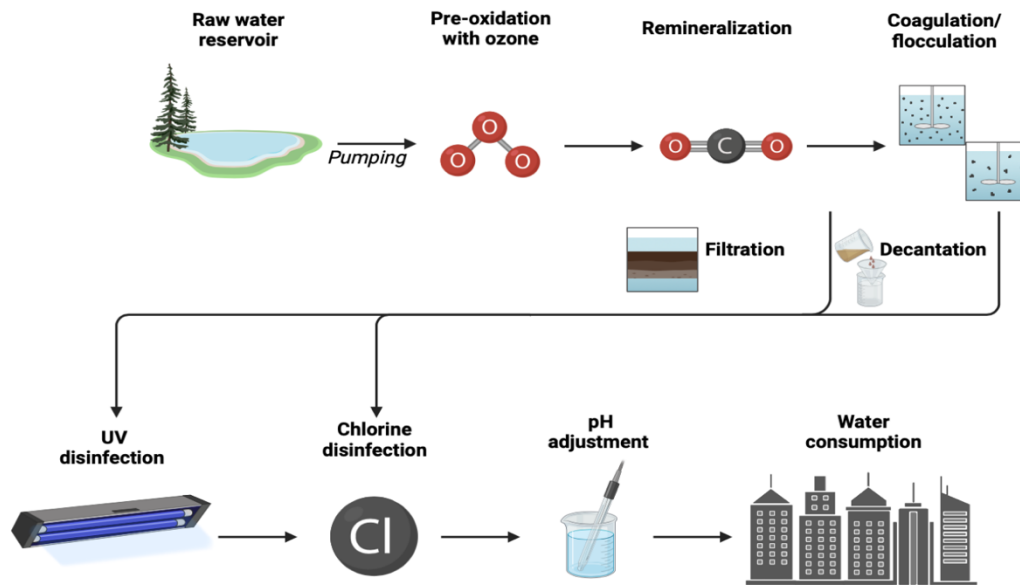 Raw water
reservoir
Pre-oxidation
with ozone
Remineralization
Coagulation/
flocculation
Pumping
O
O
O
O
C
O
Filtration
Decantation
UV
disinfection
Chlorine
disinfection
pH
adjustment
Water
consumption
Cl